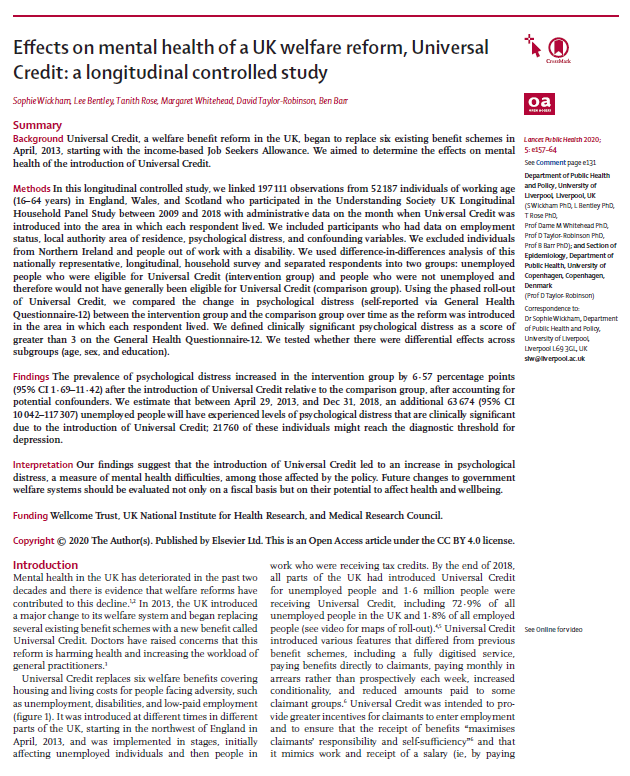 Effects on mental health of a UK welfare reform, Universal
Credit: a longitudinal controlled study
CrossMark
Sophie Wickham, Lee Bentley, Tanith Rose, Margaret Whitehead, David Taylor-Robinson, Ben Barr
oa
OPEN ACCESS
Summary
Background Universal Credit, a welfare benefit reform in the UK, began to replace six existing benefit schemes in
April, 2013, starting with the income-based Job Seekers Allowance. We aimed to determine the effects on mental
health of the introduction of Universal Credit.
Methods In this longitudinal controlled study, we linked 197 111 observations from 52 187 individuals of working age
(16–64 years) in England, Wales, and Scotland who participated in the Understanding Society UK Longitudinal
Household Panel Study between 2009 and 2018 with administrative data on the month when Universal Credit was
introduced into the area in which each respondent lived. We included participants who had data on employment
status, local authority area of residence, psychological distress, and confounding variables. We excluded individuals
from Northern Ireland and people out of work with a disability. We used difference-in-differences analysis of this
nationally representative, longitudinal, household survey and separated respondents into two groups: unemployed
people who were eligible for Universal Credit (intervention group) and people who were not unemployed and
therefore would not have generally been eligible for Universal Credit (comparison group). Using the phased roll-out
of Universal Credit, we compared the change in psychological distress (self-reported via General Health
Questionnaire-12) between the intervention group and the comparison group over time as the reform was introduced
in the area in which each respondent lived. We defined clinically significant psychological distress as a score of
greater than 3 on the General Health Questionnaire-12. We tested whether there were differential effects across
subgroups (age, sex, and education).
Findings The prevalence of psychological distress increased in the intervention group by 6·57 percentage points
(95% CI 1·69–11·42) after the introduction of Universal Credit relative to the comparison group, after accounting for
potential confounders. We estimate that between April 29, 2013, and Dec 31, 2018, an additional 63 674 (95% CI
10 042–117 307) unemployed people will have experienced levels of psychological distress that are clinically significant
due to the introduction of Universal Credit; 21 760 of these individuals might reach the diagnostic threshold for
depression.
Interpretation Our findings suggest that the introduction of Universal Credit led to an increase in psychological
distress, a measure of mental health difficulties, among those affected by the policy. Future changes to government
welfare systems should be evaluated not only on a fiscal basis but on their potential to affect health and wellbeing.
Funding Wellcome Trust, UK National Institute for Health Research, and Medical Research Council.
Copyright © 2020 The Author(s). Published by Elsevier Ltd. This is an Open Access article under the CC BY 4.0 license.
Lancet Public Health 2020;
5: e157–64
See Comment page e131
Department of Public Health
and Policy, University of
Liverpool, Liverpool, UK
(S Wickham PhD, L Bentley PhD,
T Rose PhD,
Prof Dame M Whitehead PhD,
Prof D Taylor-Robinson PhD,
Prof B Barr PhD); and Section of
Epidemiology, Department of
Public Health, University of
Copenhagen, Copenhagen,
Denmark
(Prof D Taylor-Robinson)
Correspondence to:
Dr Sophie Wickham, Department
of Public Health and Policy,
University of Liverpool,
Liverpool L69 3GL, UK
slw@liverpool.ac.uk
Introduction
Mental health in the UK has deteriorated in the past two
decades and there is evidence that welfare reforms have
contributed to this decline.1,2 In 2013, the UK introduced
a major change to its welfare system and began replacing
several existing benefit schemes with a new benefit called
Universal Credit. Doctors have raised concerns that this
reform is harming health and increasing the workload of
general practitioners.3
Universal Credit replaces six welfare benefits covering
housing and living costs for people facing adversity, such
as unemployment, disabilities, and low-paid employment
(figure 1). It was introduced at different times in different
parts of the UK, starting in the northwest of England in
April, 2013, and was implemented in stages, initially
affecting unemployed individuals and then people in
work who were receiving tax credits. By the end of 2018,
all parts of the UK had introduced Universal Credit
for unemployed people and 1·6 million people were
receiving Universal Credit, including 72·9% of all
unemployed people in the UK and 1·8% of all employed
people (see video for maps of roll-out).4,5 Universal Credit
introduced various features that differed from previous
benefit schemes, including a fully digitised service,
paying benefits directly to claimants, paying monthly in
arrears rather than prospectively each week, increased
conditionality, and reduced amounts paid to some
claimant groups.6 Universal Credit was intended to pro-
vide greater incentives for claimants to enter employment
and to ensure that the receipt of benefits “maximises
claimants’ responsibility and self-sufficiency”6 and that
it mimics work and receipt of a salary (ie, by paying
See Online for video